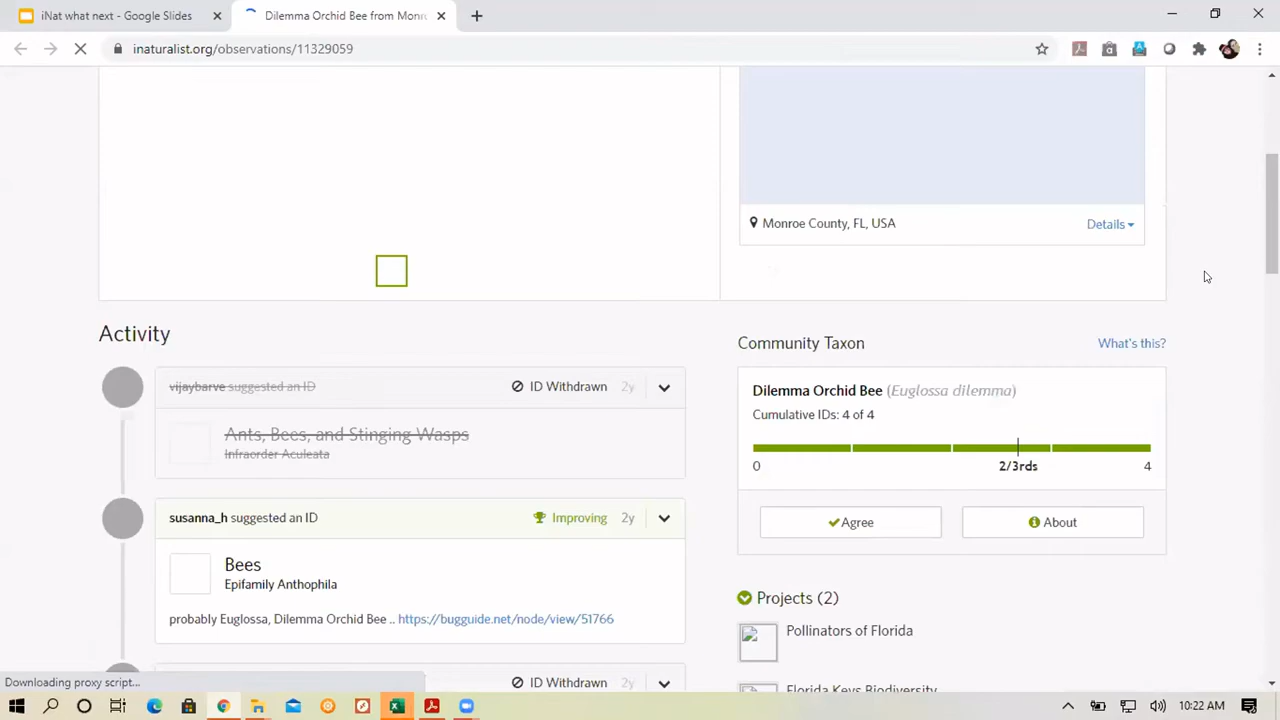 iNat what next - Google Slides
Dilemma Orchid Bee from Monr
inaturalist.org/observations/11329059
Monroe County, FL, USA
Details
Activity
Community Taxon
What's this?
vijaybarve suggested an ID
ID Withdrawn
2y
Ants, Bees, and Stinging Wasps
Infraorder Aculeata
Dilemma Orchid Bee (Euglossa dilemma)
Cumulative IDs: 4 of 4
0
2/3rds
4
Agree
About
susanna_h suggested an ID
Improving
2y
Bees
Epifamily Anthophila
probably Euglossa, Dilemma Orchid Bee .. https://bugguide.net/node/view/51766
Projects (2)
Pollinators of Florida
Florida Keys Biodiversity
ID Withdrawn
2y
Downloading proxy script...
10:22 AM